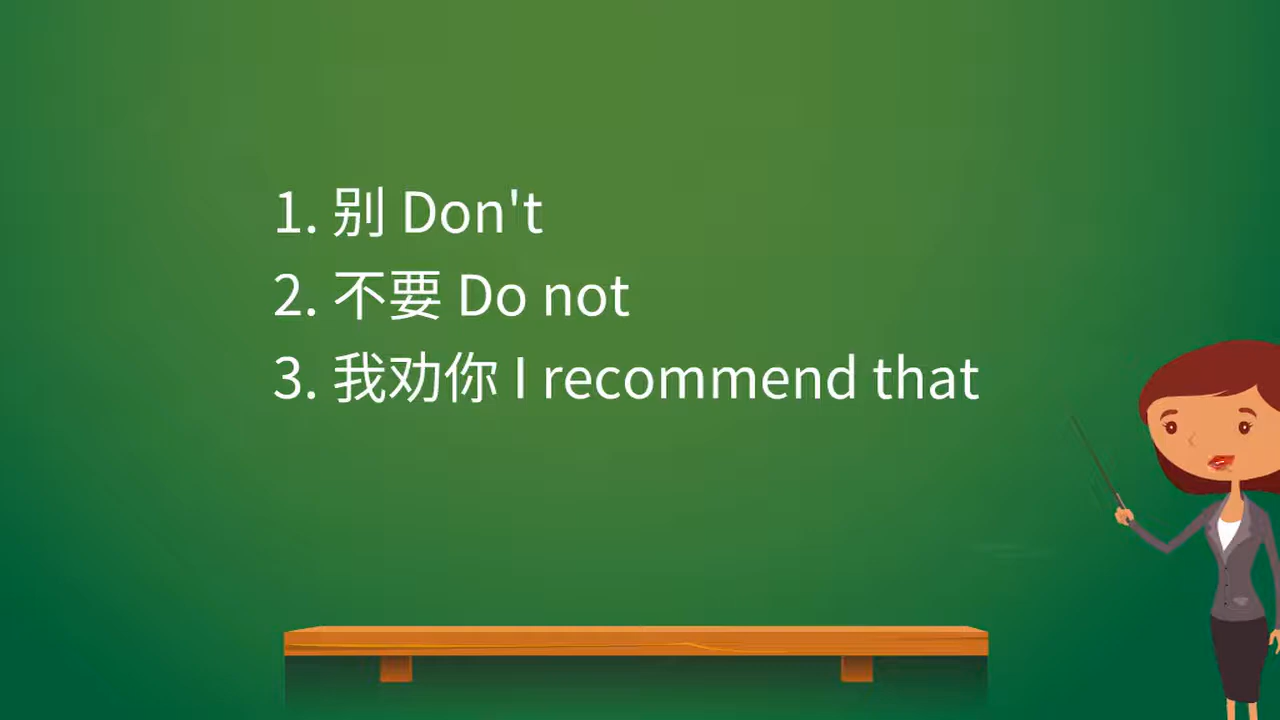 1. 别 Don't
2. 不要 Do not
3. 我劝你 I recommend that